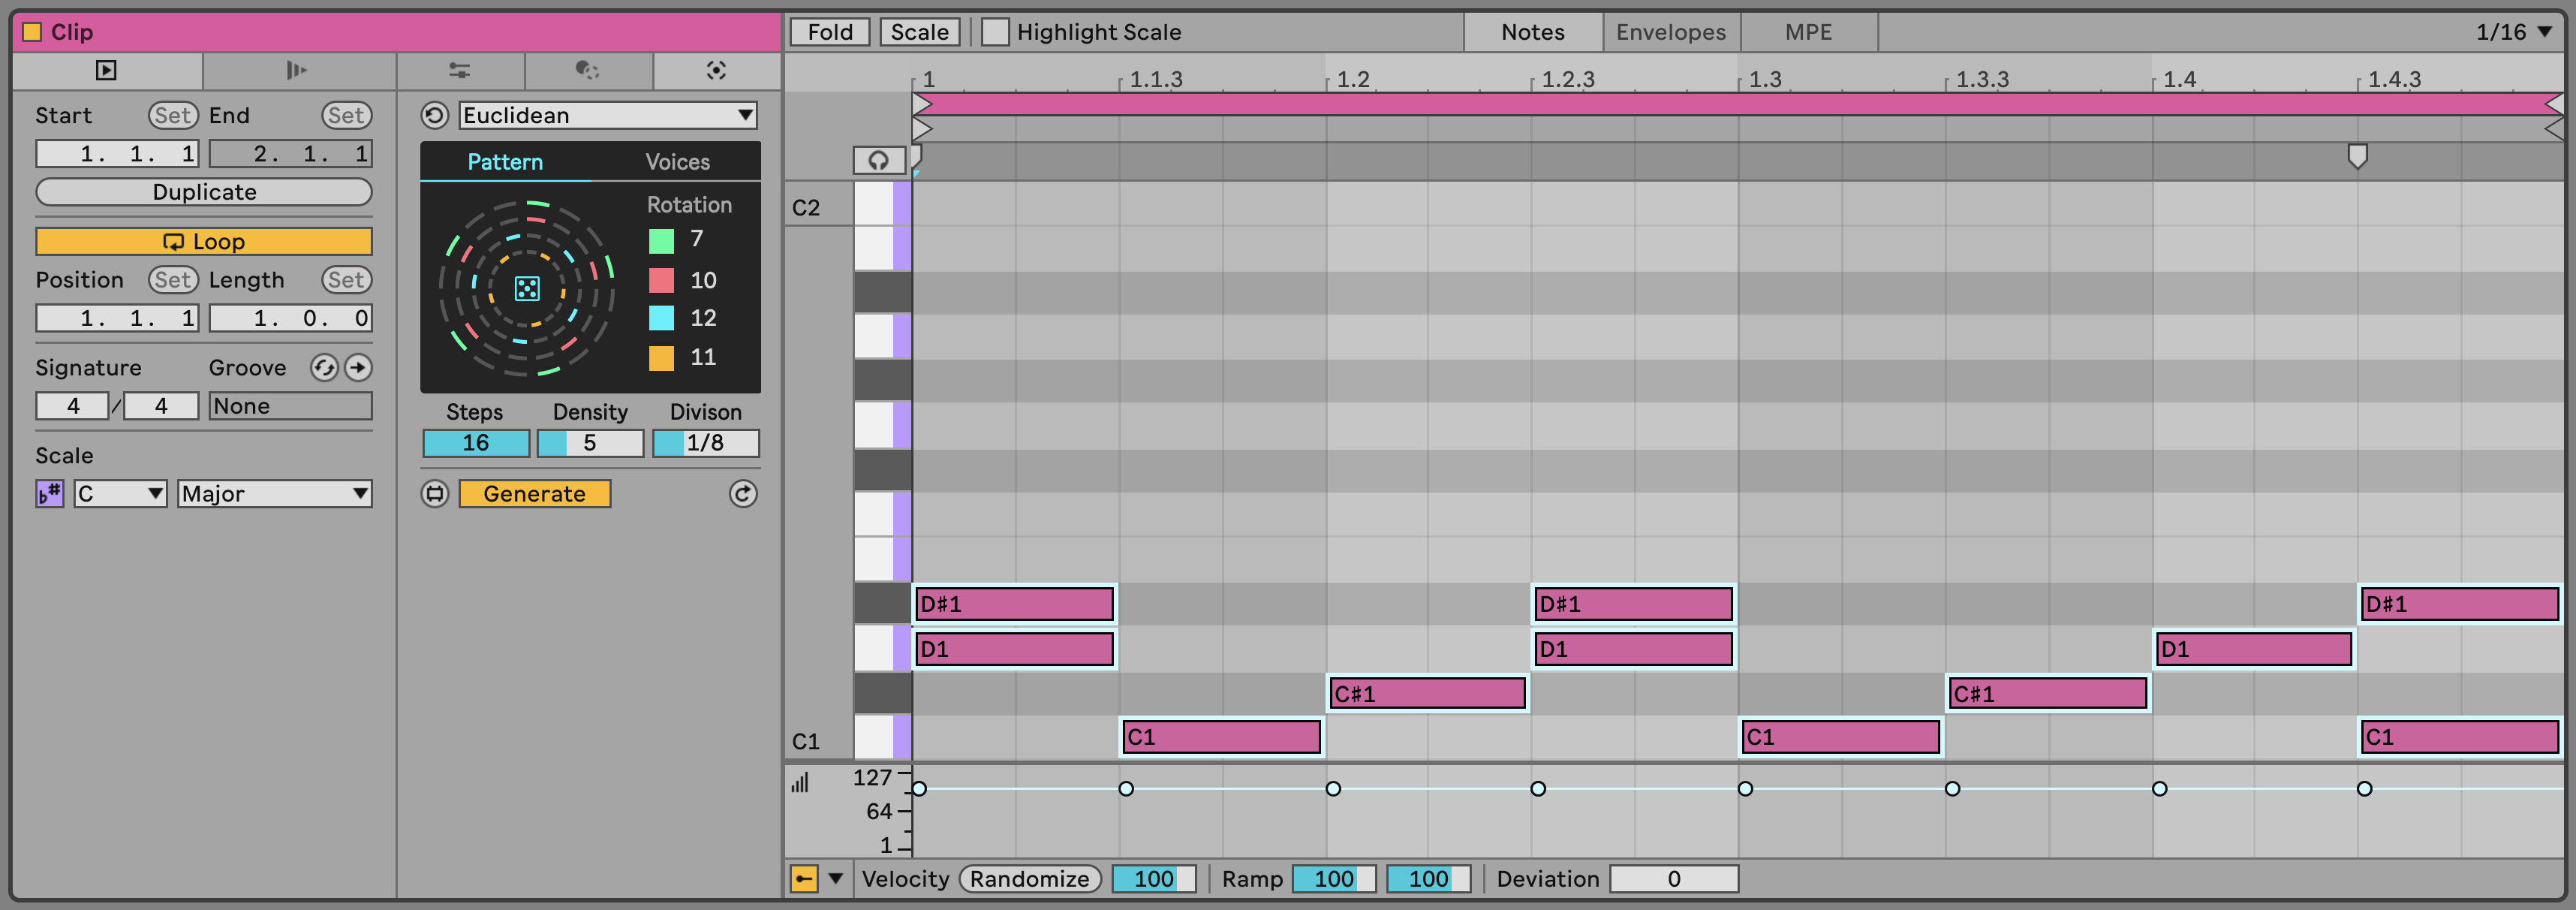 Clip
Start Set End Set
1. 1. 1 2. 1. 1
Duplicate
Loop
Position Set Length Set
1. 1. 1 1. 0. 0
Signature Groove
4 / 4 None
Scale
b# C Major
Euclidean
Pattern Voices
Rotation
7
10
12
11
Steps Density Divison
16 5 1/8
Generate
Fold Scale Highlight Scale Notes Envelopes MPE 1/16
1 1.1.3 1.2 1.2.3 1.3 1.3.3 1.4 1.4.3
C2
D#1 D#1 D#1
D1 D1 D1
C#1 C#1
C1 C1 C1 C1
127
64
1
Velocity Randomize 100 Ramp 100 100 Deviation 0